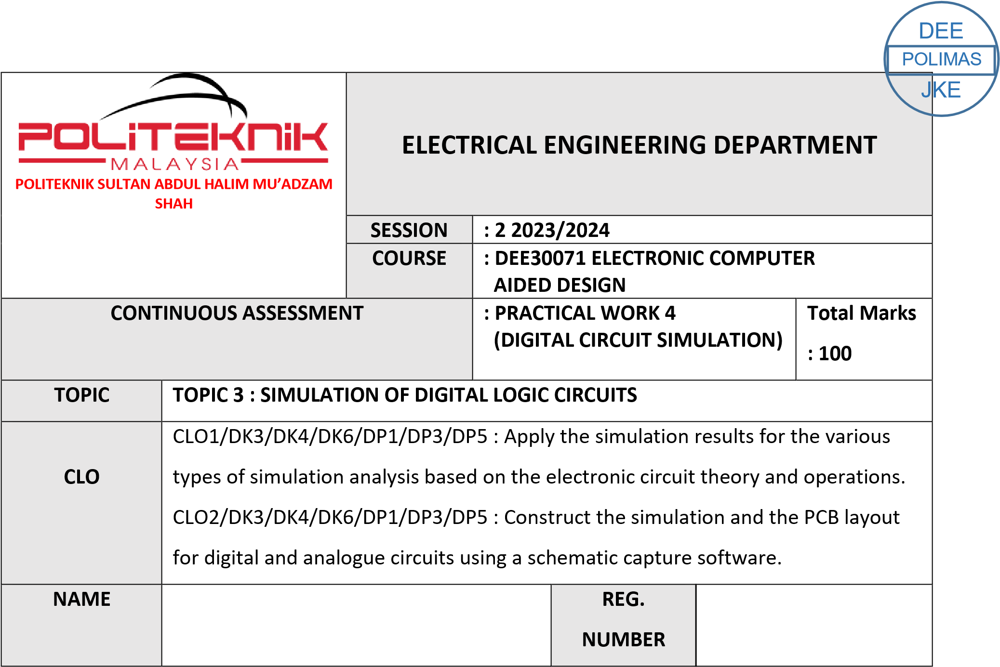 DEE
POLIMAS
JKE
POLiTEKNiK
MALAYSIA
POLITEKNIK SULTAN ABDUL HALIM MU’ADZAM
SHAH
ELECTRICAL ENGINEERING DEPARTMENT
SESSION : 2 2023/2024
COURSE : DEE30071 ELECTRONIC COMPUTER
AIDED DESIGN
CONTINUOUS ASSESSMENT : PRACTICAL WORK 4
(DIGITAL CIRCUIT SIMULATION)
Total Marks
: 100
TOPIC TOPIC 3 : SIMULATION OF DIGITAL LOGIC CIRCUITS
CLO
CLO1/DK3/DK4/DK6/DP1/DP3/DP5 : Apply the simulation results for the various
types of simulation analysis based on the electronic circuit theory and operations.
CLO2/DK3/DK4/DK6/DP1/DP3/DP5 : Construct the simulation and the PCB layout
for digital and analogue circuits using a schematic capture software.
NAME
REG.
NUMBER